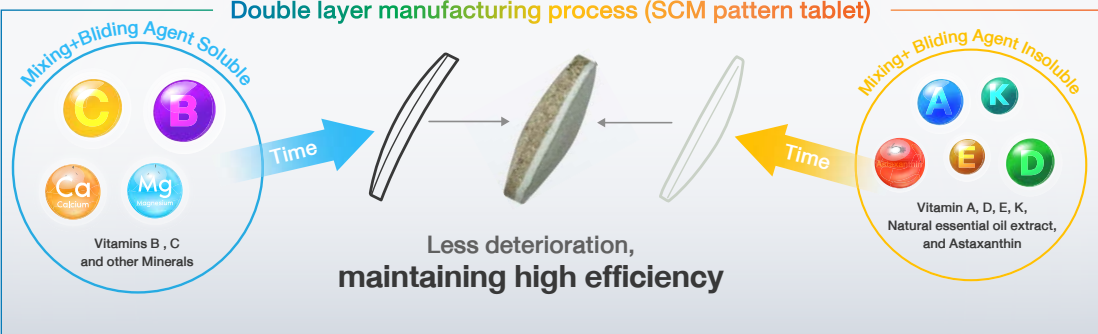 Double layer manufacturing process (SCM pattern tablet)
Mixing+Bliding Agent Soluble
C
B
Ca
Calcium
Mg
Magnesium
Vitamins B , C
and other Minerals
Time
Less deterioration,
maintaining high efficiency
Time
Mixing+ Bliding Agent Insoluble
A
K
Astaxanthin
E
D
Vitamin A, D, E, K,
Natural essential oil extract,
and Astaxanthin